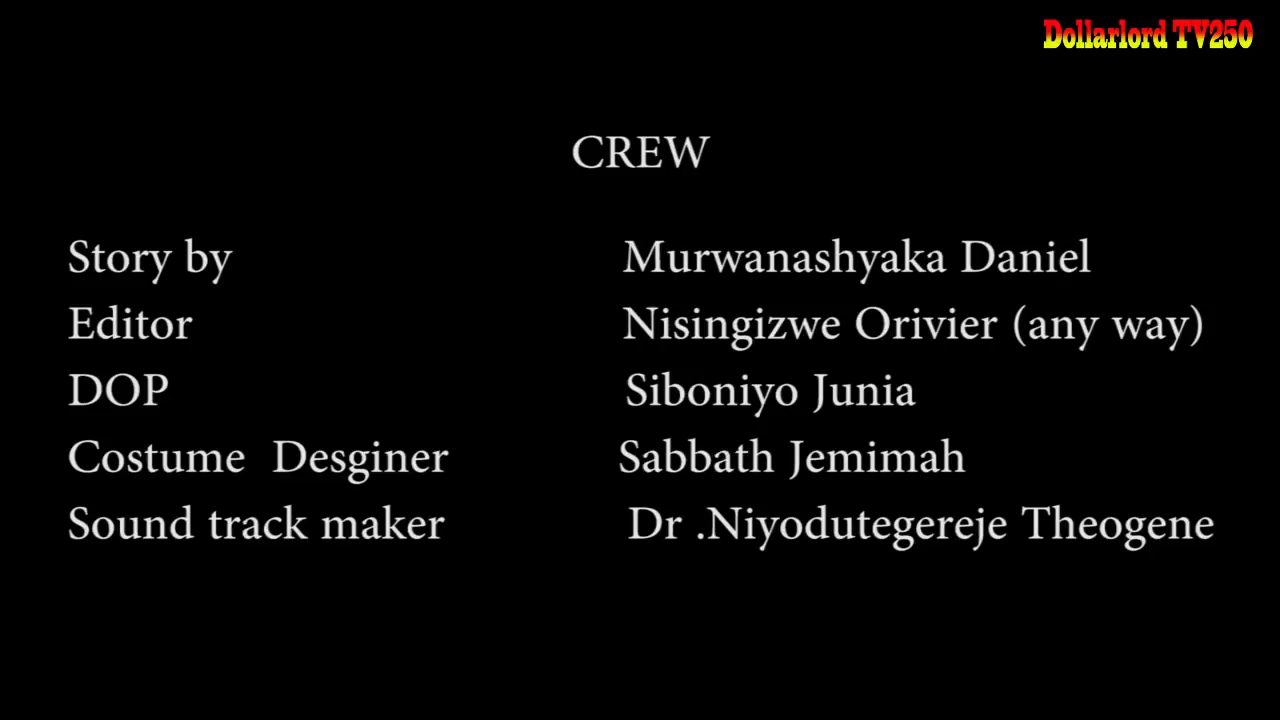 Dollarlord TV250
CREW
Story by Murwanashyaka Daniel
Editor Nisingizwe Orivier (any way)
DOP Siboniyo Junia
Costume Desginer Sabbath Jemimah
Sound track maker Dr .Niyodutegereje Theogene